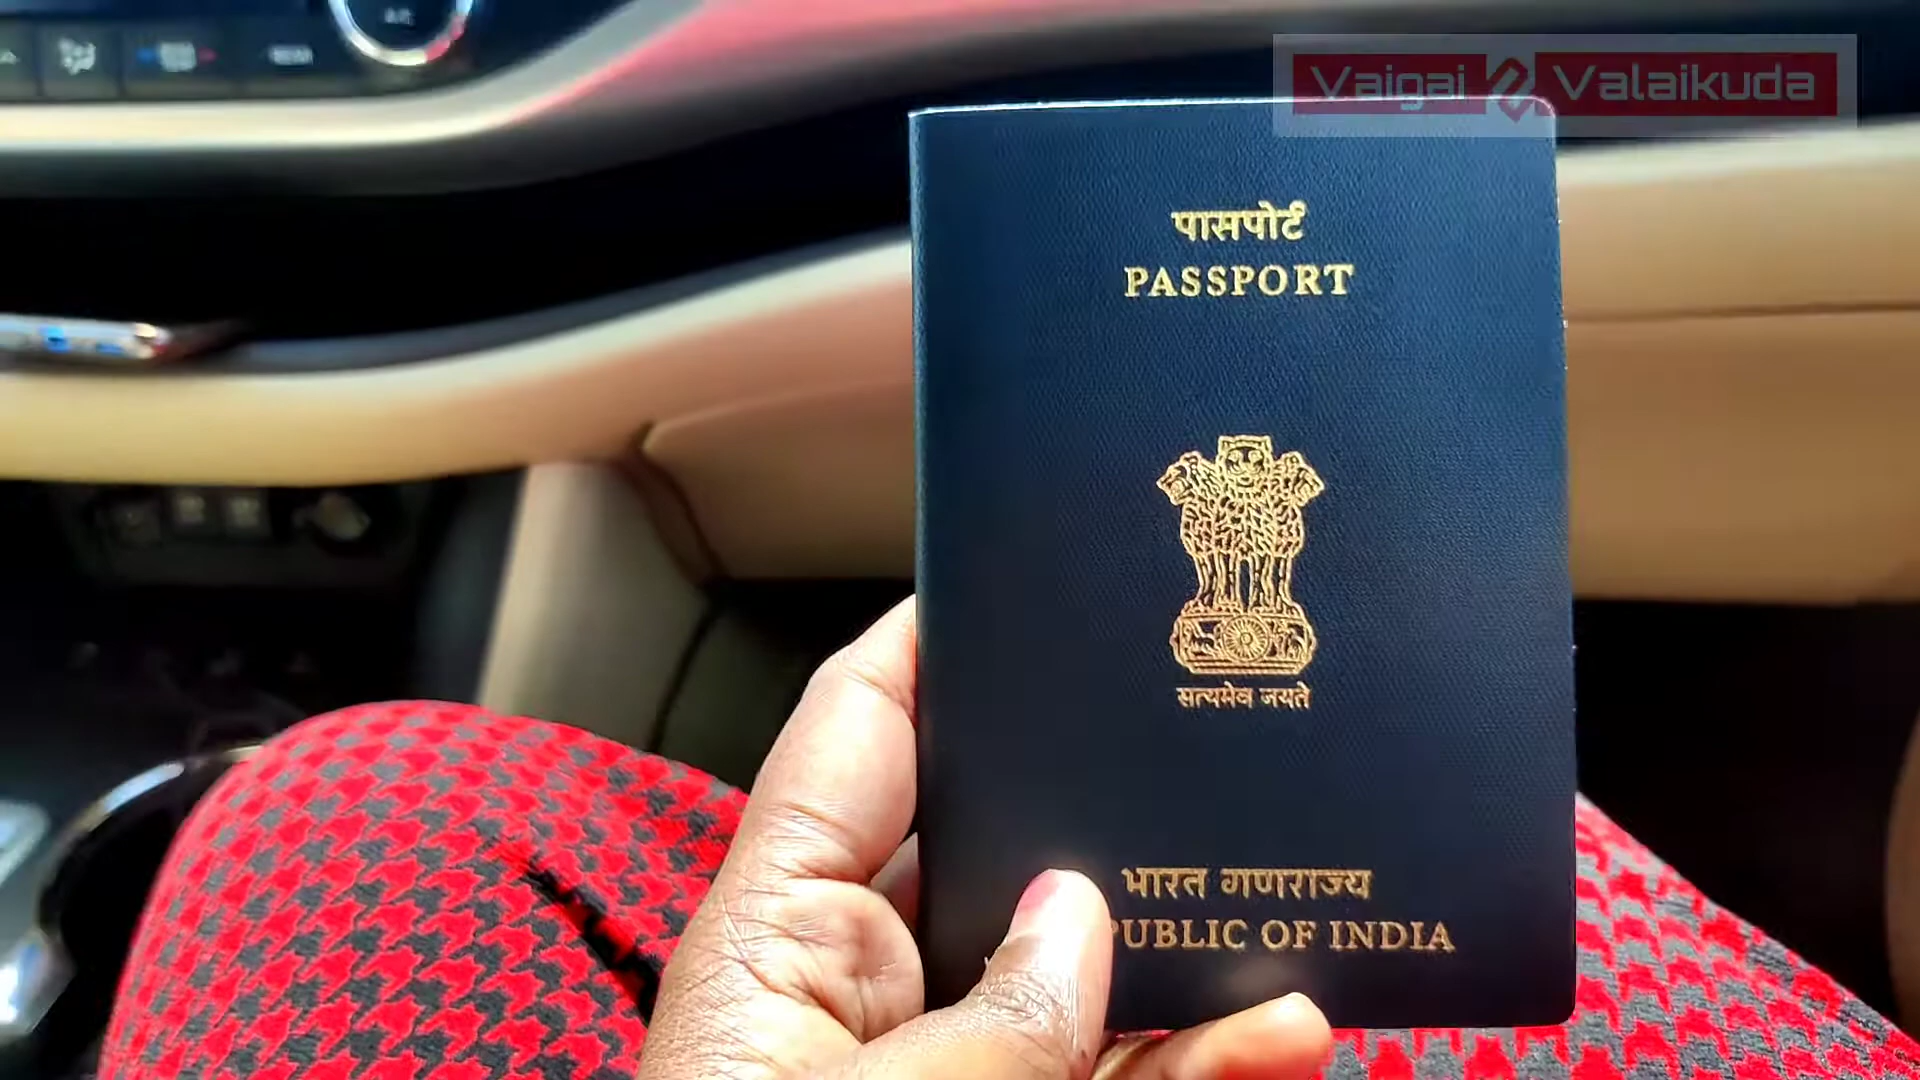 Vaigai Valaikuda
पासपोर्ट
PASSPORT
सत्यमेव जयते
भारत गणराज्य
PUBLIC OF INDIA